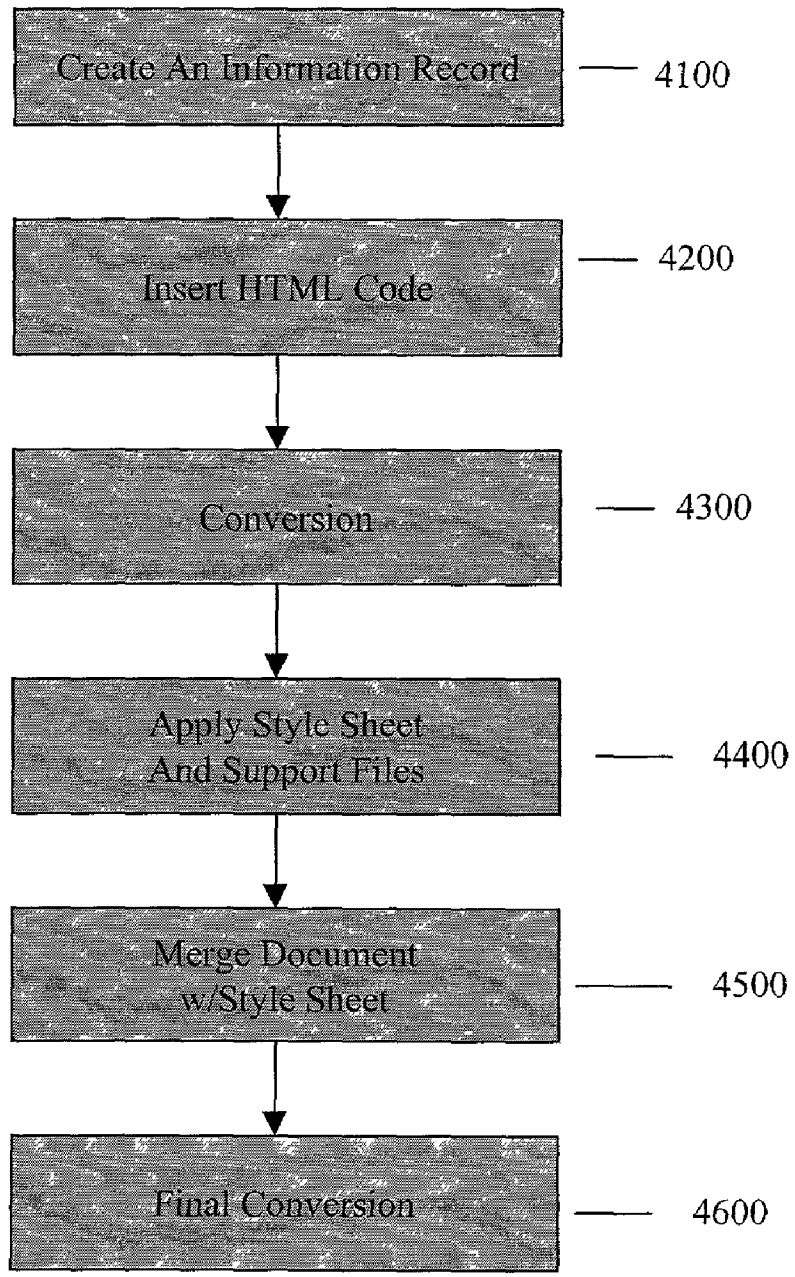 Create An Information Record
4100
4200
Insert HTML Code
Conversion
4300
Apply Style Sheet
And Support Files
4400
Merge Document
w/Style Sheet
4500
Final Conversion
4600